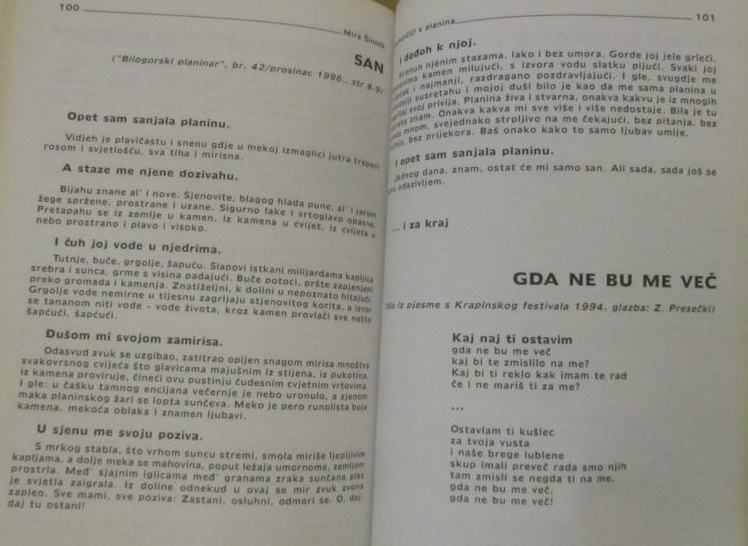 100
Mira Šincek
SAN
("Bilogorski planinar", br. 42/prosinac 1996., str 8-9)
Opet sam sanjala planinu.
Vidjeh je plavičastu i snenu gdje u mekoj izmaglici jutra treperi
rosom i svjetlošću, sva tiha i mirisna.
A staze me njene dozivahu.
Bijahu znane al' i nove. Sjenovite, blagog hlada pune, al' i jarom
žege spržene, prostrane i uzane. Sigurno lake i vrtoglavo opasne.
Pretapahu se iz zemlje u kamen. Iz kamena u cvijet, iz cvijeta u
nebo prostrano i plavo i visoko.
I čuh joj vode u njedrima.
Tutnje, buče, grgolje, šapuću. Slapovi istkani milijardama kapljica
srebra i sunca, grme s visina padajući. Buče potoci, pršte zapjenjeni
preko gromada i kamenja. Znatiželjni, k dolini u nepoznato hitajući.
Grgolje vode nemirne u tijesnu zagrijaju stjenovitog korita, a izvor
se tananom niti vode - vode života, kroz kamen provlači sve nešto
šapćući, šapćući.
Dušom mi svojom zamirisa.
Odasvud zvuk se uzgibao, zatitrao opijen snagom mirisa mnoštva
svakovrsnog cvijeća što glavicama majušnim iz stijena, iz pukotina,
iz kamena proviruje, čineći ovu pustinju čudesnim cvjetnim vrtovima.
I gle: u čašku tamnog encijana večernje je nebo uronulo, a zjenom
maka planinskog žari se lopta sunčeva. Meko je pero runolista boja
kamena, mekoća oblaka i znamen ljubavi.
U sjenu me svoju poziva.
S mrkog stabla, što vrhom suncu stremi, smola miriše ljepljivim
kapljama, a dolje meka se mahovina, poput ležaja umornome, zemljom
prostrla. Međ' sjajnim iglicama međ' granama zraka sunčana ples
je svjetla zaigrala. Iz doline odnekud u ovaj se mir zvuk zvona
zapleo. Sve mami, sve poziva: Zastani, osluhni, odmori se. O, daj,
daj tu ostani!
k planina
101
I dođoh k njoj.
Krenuh njenim stazama, lako i bez umora. Gorde joj jele grleći,
kamen milujući, s izvora vodu slatku pijući. Svaki joj
i najmanji, razdragano pozdravljajući. I gle, svugdje me
susretahu i mojoj duši bilo je kao da me sama planina u
svoj privija. Planina živa i stvarna, onakva kakvu je iz mnogih
znam. Onakva kakva mi sve više i više nedostaje. Bila je tu
mnom, svejednako strpljivo na me čekajući, bez pitanja, bez
bez prijekora. Baš onako kako to samo ljubav umije.
I opet sam sanjala planinu.
Jednog dana, znam, ostat će mi samo san. Ali sada, sada još se
odazivljem.
... i za kraj
GDA NE BU ME VEČ
iz pjesme s Krapinskog festivala 1994. glazba: Z. Presečki)
Kaj naj ti ostavim
gda ne bu me več
kaj bi te zmislilo na me?
Kaj bi ti reklo kak imam te rad
če i ne mariš ti za me?
...
Ostavlam ti kušlec
za tvoja vusta
i naše brege lublene
skup imali preveč rada smo njih
tam zmisli se negda ti na me,
gda ne bu me več,
gda ne bu me več!